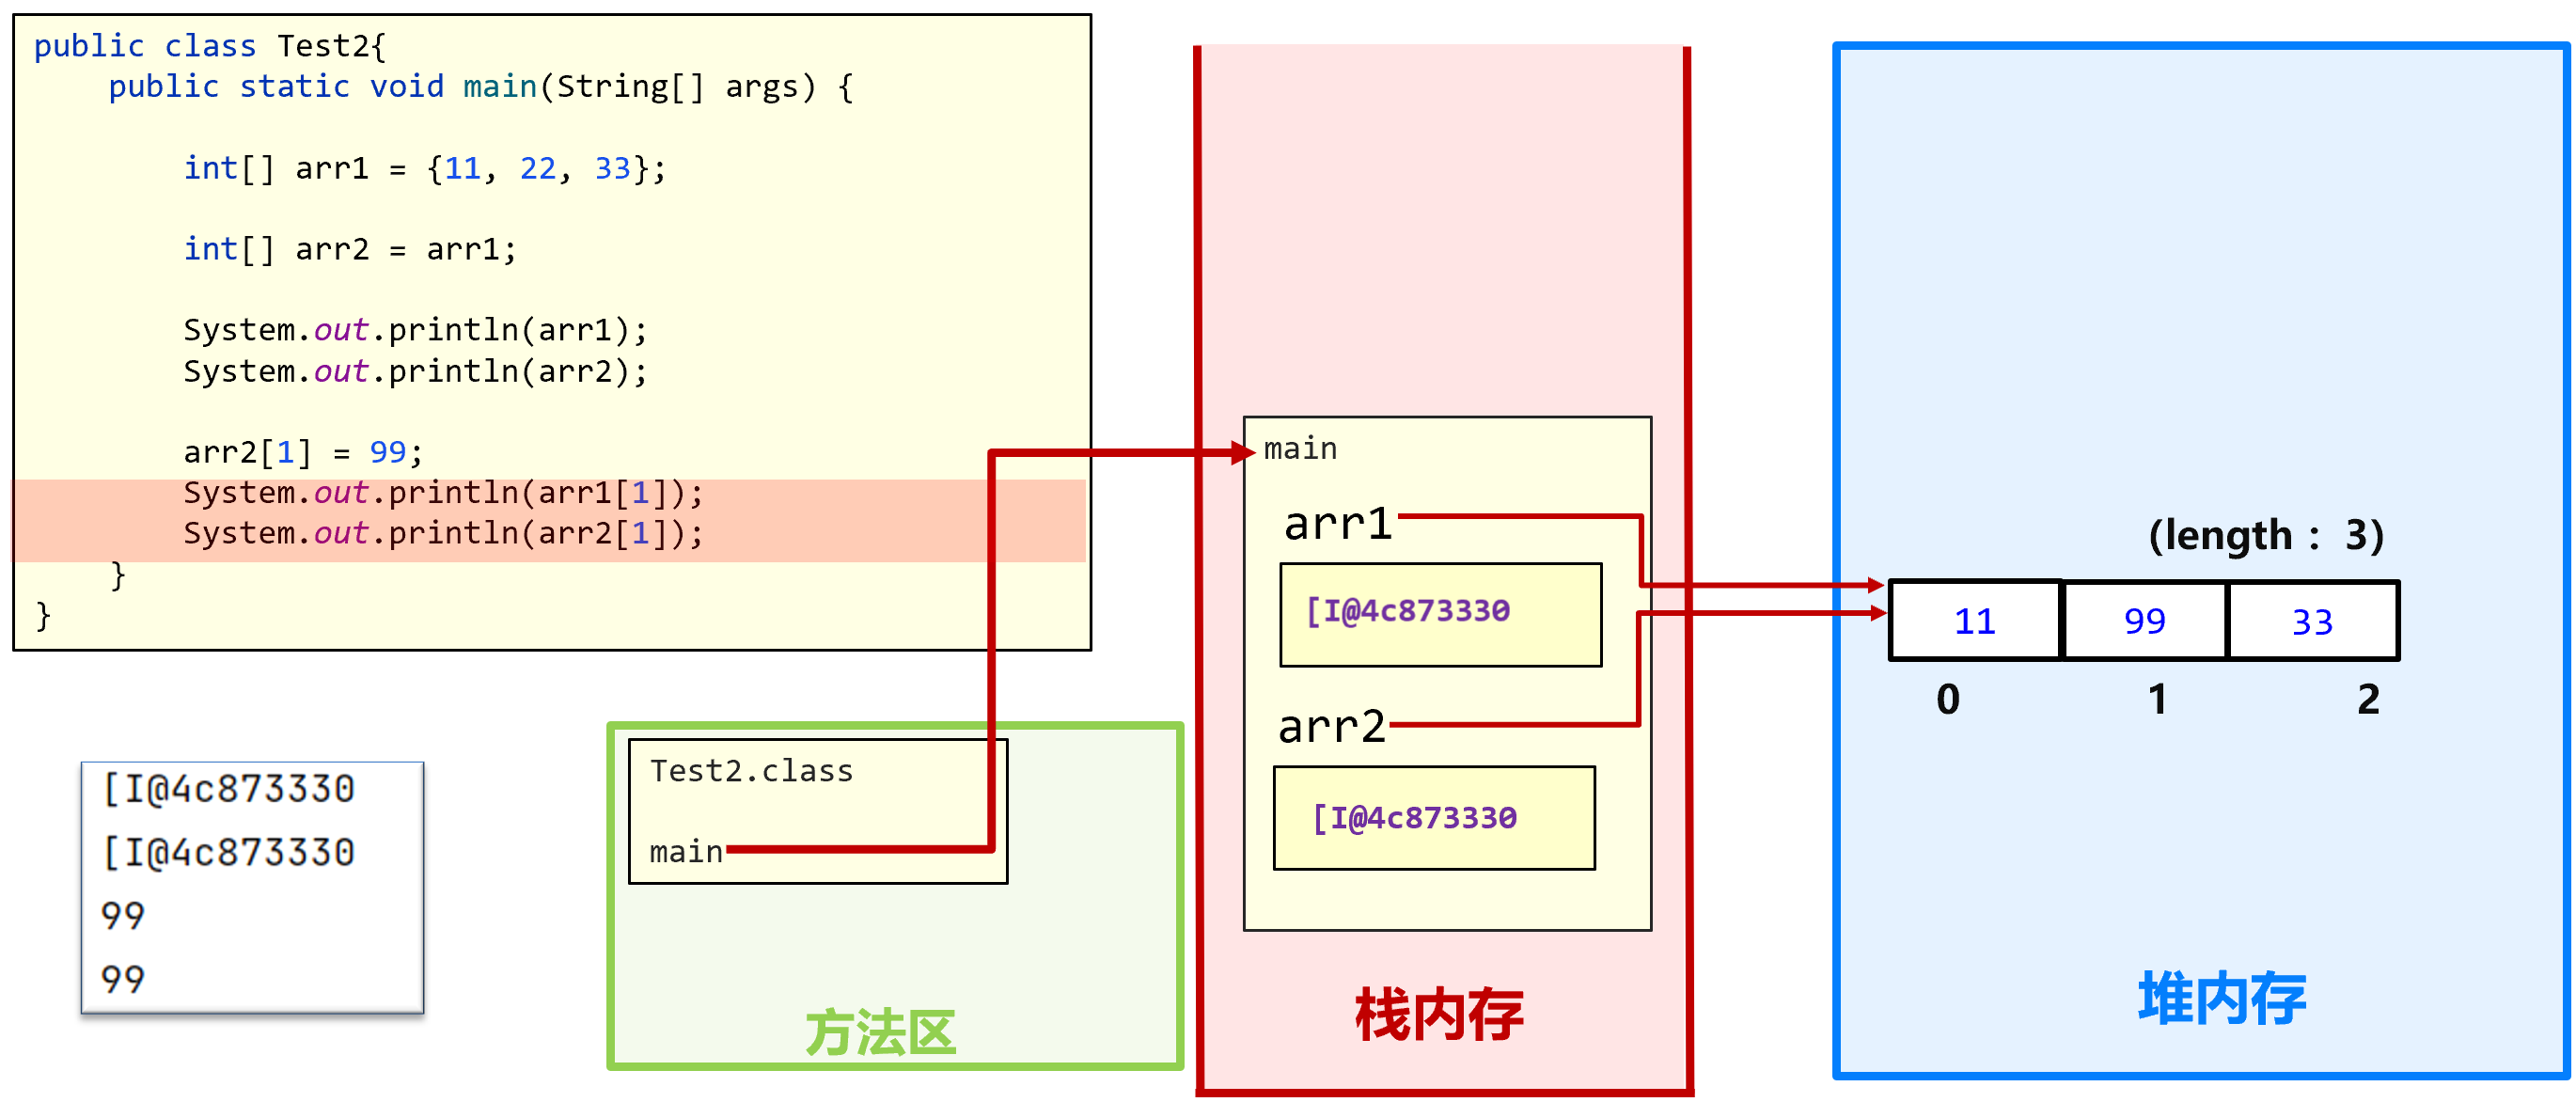 public class Test2{
    public static void main(String[] args) {
        int[] arr1 = {11, 22, 33};
        int[] arr2 = arr1;
        System.out.println(arr1);
        System.out.println(arr2);
        arr2[1] = 99;
        System.out.println(arr1[1]);
        System.out.println(arr2[1]);
    }
}
[I@4c873330
[I@4c873330
99
99
Test2.class
main
方法区
main
arr1
[I@4c873330
arr2
[I@4c873330
栈内存
(length： 3)
11 99 33
0 1 2
堆内存